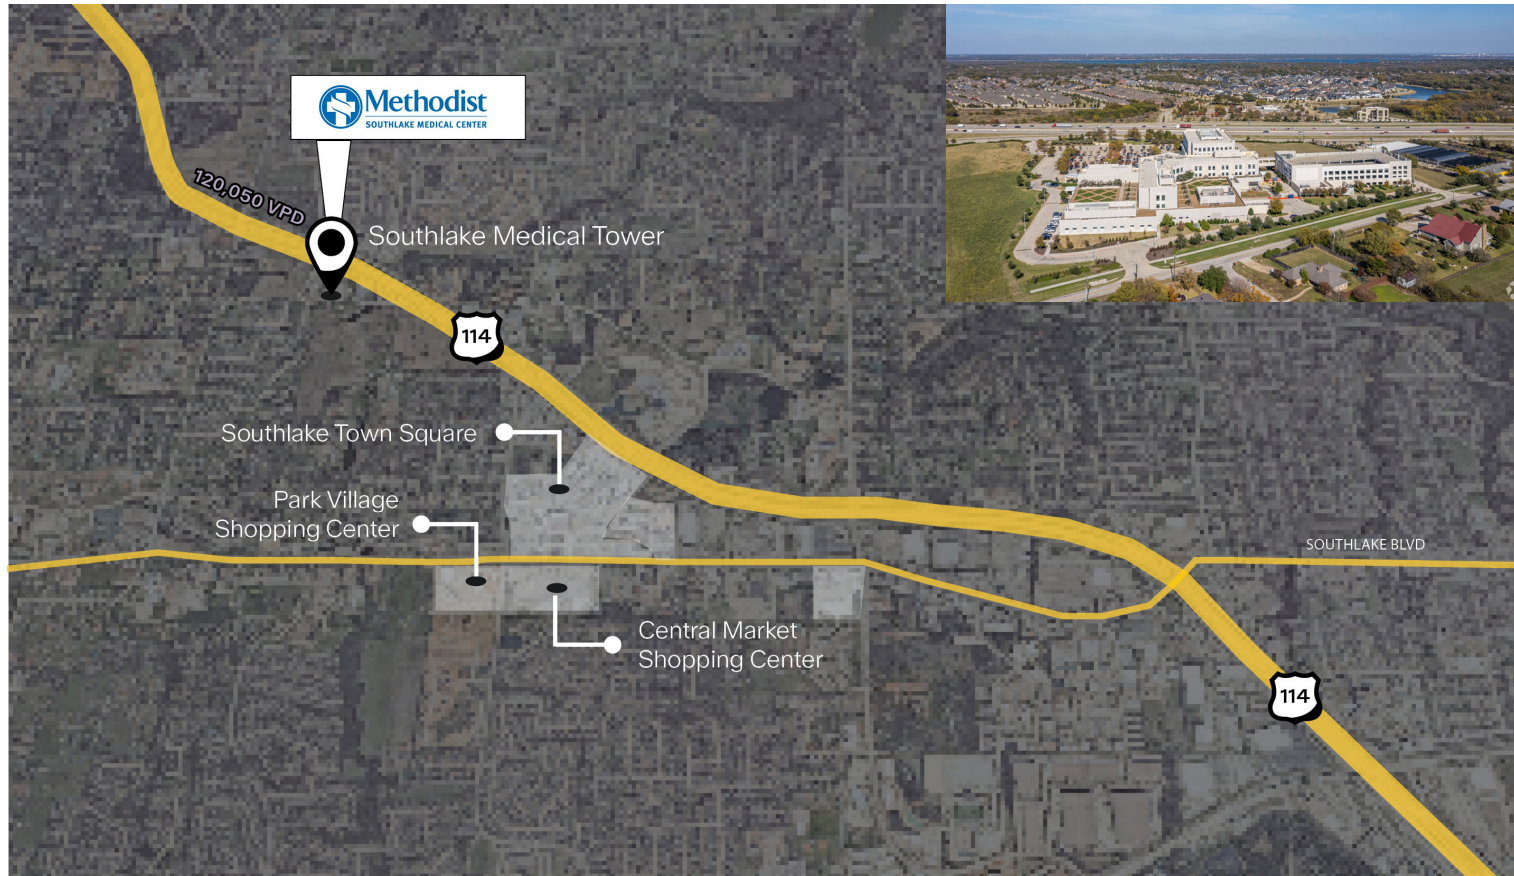 Methodist
SOUTHLAKE MEDICAL CENTER
120,050 VPD
Southlake Medical Tower
114
Southlake Town Square
Park Village
Shopping Center
SOUTHLAKE BLVD
Central Market
Shopping Center
114